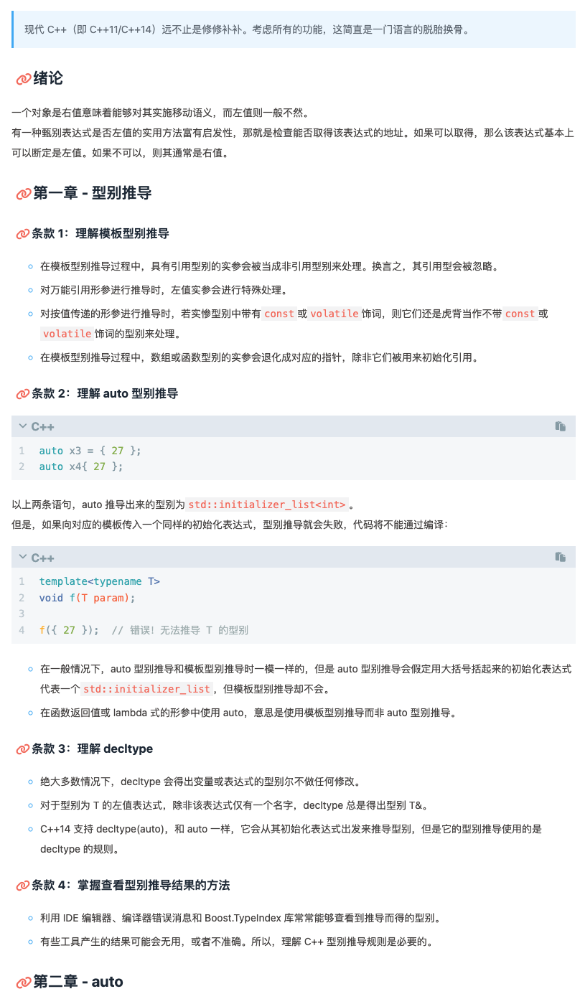 现代 C++（即 C++11/C++14）远不止是修修补补。考虑所有的功能，这简直是一门语言的脱胎换骨。
绪论
一个对象是右值意味着能够对其实施移动语义，而左值则一般不然。
有一种甄别表达式是否左值的实用方法富有启发性，那就是检查能否取得该表达式的地址。如果可以取得，那么该表达式基本上
可以断定是左值。如果不可以，则其通常是右值。
第一章 - 型别推导
条款 1：理解模板型别推导
在模板型别推导过程中，具有引用型别的实参会被当成非引用型别来处理。换言之，其引用型会被忽略。
对万能引用形参进行推导时，左值实参会进行特殊处理。
对按值传递的形参进行推导时，若实惨型别中带有 const 或 volatile 饰词，则它们还是虎背当作不带 const 或
volatile 饰词的型别来处理。
在模板型别推导过程中，数组或函数型别的实参会退化成对应的指针，除非它们被用来初始化引用。
条款 2：理解 auto 型别推导
C++
1 auto x3 = { 27 };
2 auto x4{ 27 };
以上两条语句，auto 推导出来的型别为 std::initializer_list<int> 。
但是，如果向对应的模板传入一个同样的初始化表达式，型别推导就会失败，代码将不能通过编译：
C++
1 template<typename T>
2 void f(T param);
3
4 f({ 27 });  // 错误！无法推导 T 的型别
在一般情况下，auto 型别推导和模板型别推导时一模一样的，但是 auto 型别推导会假定用大括号括起来的初始化表达式
代表一个 std::initializer_list ，但模板型别推导却不会。
在函数返回值或 lambda 式的形参中使用 auto，意思是使用模板型别推导而非 auto 型别推导。
条款 3：理解 decltype
绝大多数情况下，decltype 会得出变量或表达式的型别尔不做任何修改。
对于型别为 T 的左值表达式，除非该表达式仅有一个名字，decltype 总是得出型别 T&。
C++14 支持 decltype(auto)，和 auto 一样，它会从其初始化表达式出发来推导型别，但是它的型别推导使用的是
decltype 的规则。
条款 4：掌握查看型别推导结果的方法
利用 IDE 编辑器、编译器错误消息和 Boost.TypeIndex 库常常能够查看到推导而得的型别。
有些工具产生的结果可能会无用，或者不准确。所以，理解 C++ 型别推导规则是必要的。
第二章 - auto